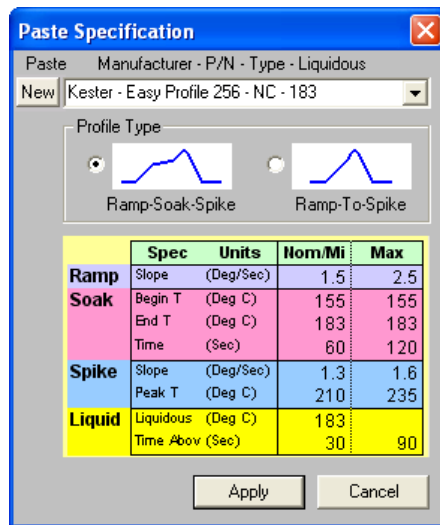 Paste Specification
Paste Manufacturer - P/N - Type - Liquidous
New Kester - Easy Profile 256 - NC - 183
Profile Type
Ramp-Soak-Spike Ramp-To-Spike
Spec Units Nom/Mi Max
Ramp Slope (Deg/Sec) 1.5 2.5
Soak Begin T (Deg C) 155 155
End T (Deg C) 183 183
Time (Sec) 60 120
Spike Slope (Deg/Sec) 1.3 1.6
Peak T (Deg C) 210 235
Liquid Liquidous (Deg C) 183
Time Abov (Sec) 30 90
Apply Cancel